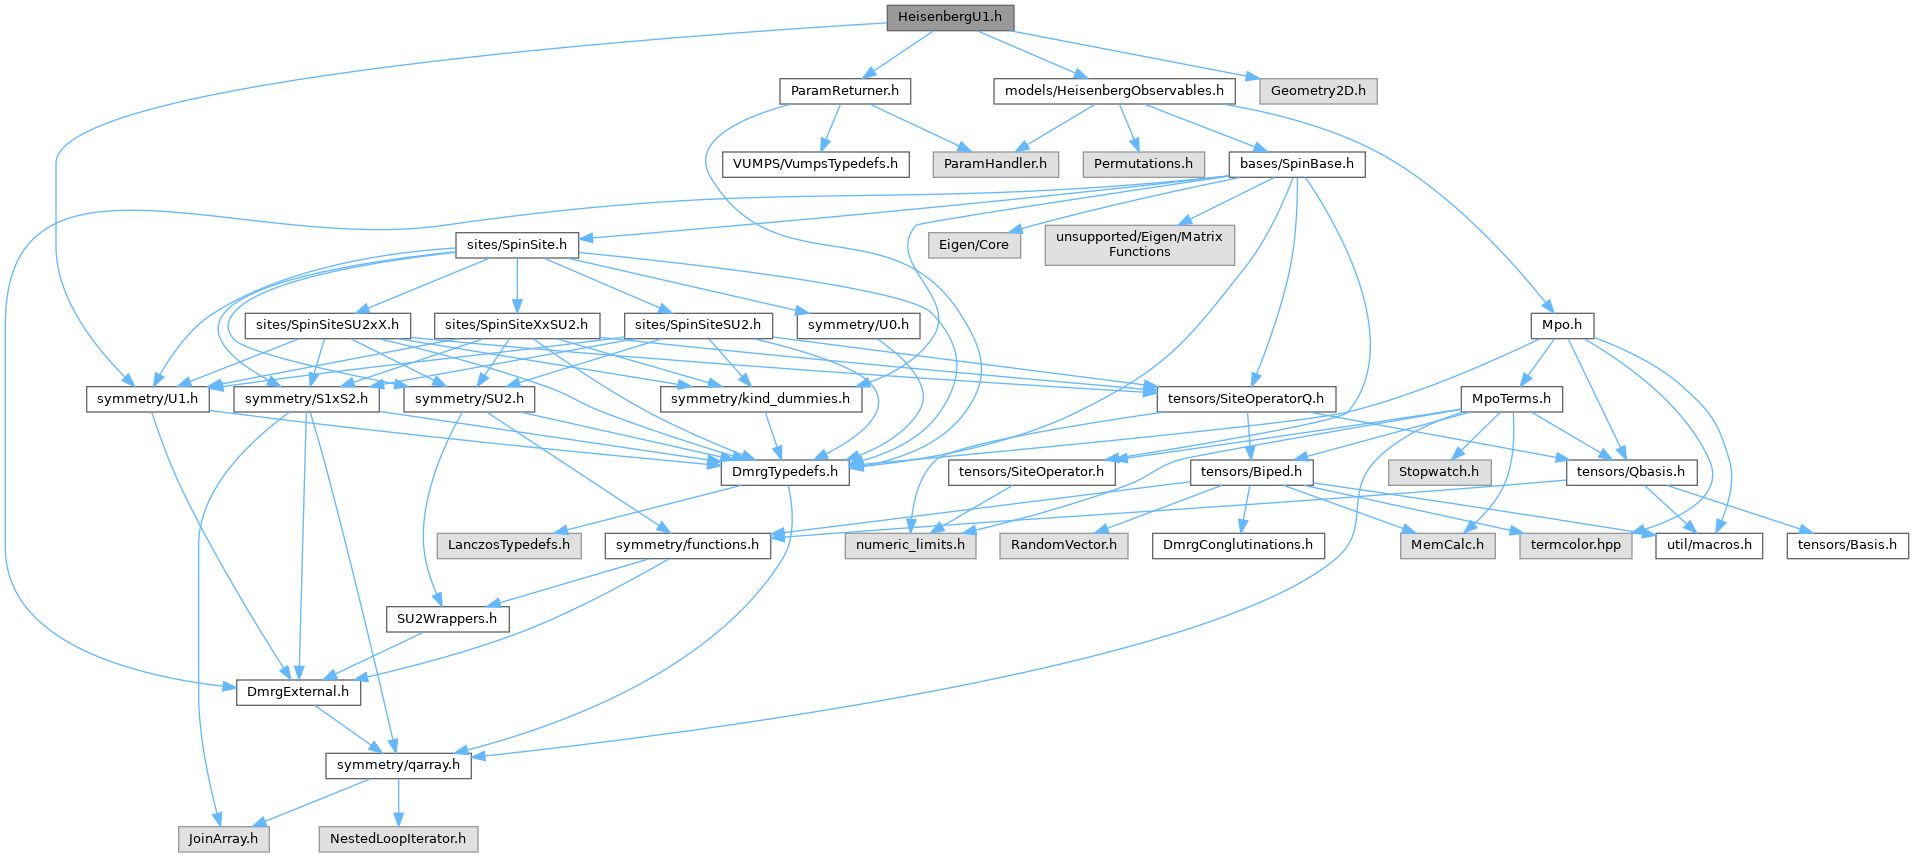 HeisenbergU1.h
ParamReturner.h
models/HeisenbergObservables.h
Geometry2D.h
VUMPS/VumpsTypedefs.h
ParamHandler.h
Permutations.h
bases/SpinBase.h
sites/SpinSite.h
Eigen/Core
unsupported/Eigen/Matrix
Functions
sites/SpinSiteSU2xX.h
sites/SpinSiteXxSU2.h
sites/SpinSiteSU2.h
symmetry/U0.h
Mpo.h
symmetry/U1.h
symmetry/S1xS2.h
symmetry/SU2.h
symmetry/kind_dummies.h
tensors/SiteOperatorQ.h
MpoTerms.h
DmrgTypedefs.h
tensors/SiteOperator.h
tensors/Biped.h
Stopwatch.h
tensors/Qbasis.h
LanczosTypedefs.h
symmetry/functions.h
numeric_limits.h
RandomVector.h
DmrgConglutinations.h
MemCalc.h
termcolor.hpp
util/macros.h
tensors/Basis.h
SU2Wrappers.h
DmrgExternal.h
symmetry/qarray.h
JoinArray.h
NestedLoopIterator.h